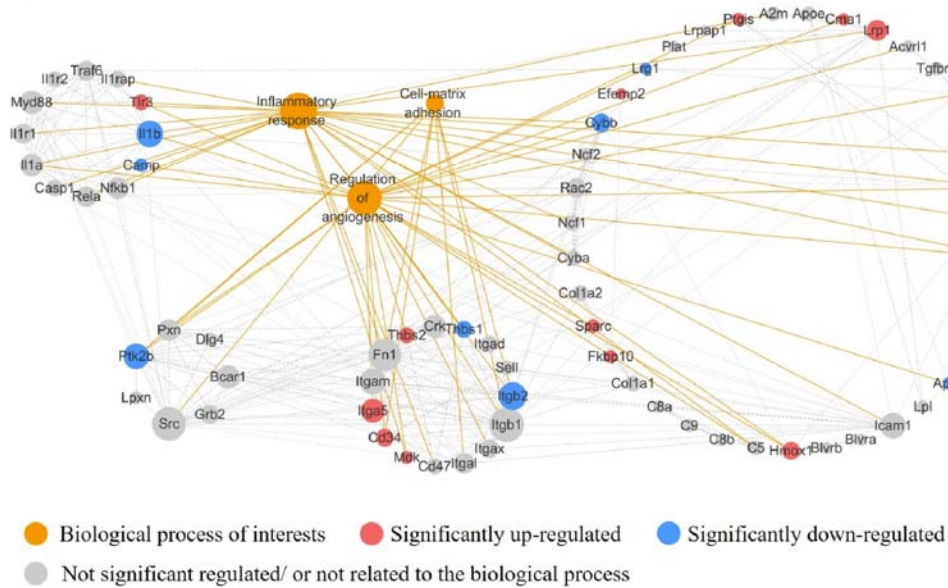 Ptgis
A2m
Apoe
Cma1
Lrpap1
Lrp1
Plat
Acvrl1
Tgfbr
Lrg1
Efemp2
Cybb
Ncf2
Rac2
Ncf1
Cyba
Col1a2
Sparc
Fkbp10
Col1a1
C8a
C9
C8b
C5
Hmox1
Blvrb
Blvra
Icam1
Lpl
Ap
Traf6
Il1r2
Il1rap
Myd88
Tlr3
Il1r1
Il1b
Il1a
Camp
Casp1
Rela
Nfkb1
Inflammatory
response
Cell-matrix
adhesion
Regulation
of
angiogenesis
Pxn
Dlg4
Ptk2b
Bcar1
Lpxn
Grb2
Src
Thbs2
Crk
Thbs1
Itgad
Fn1
Sell
Itgam
Itgb2
Itga5
Itgb1
Cd34
Itgax
Mdk
Cd47
Itgal
Biological process of interests
Significantly up-regulated
Significantly down-regulated
Not significant regulated/ or not related to the biological process